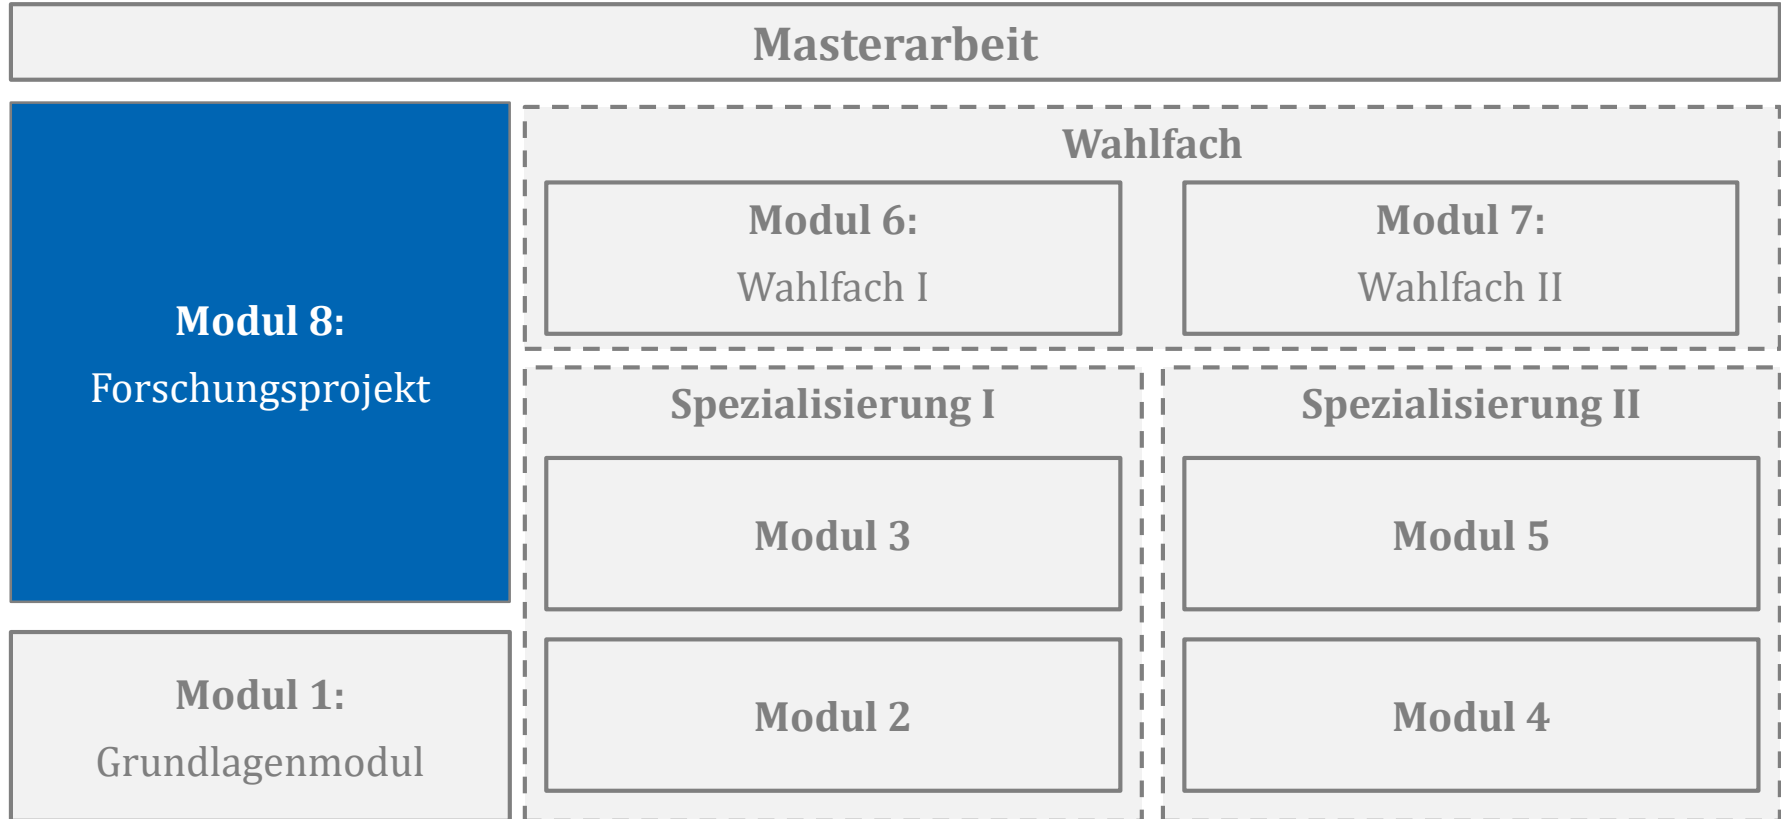 Masterarbeit
Modul 8:
Forschungsprojekt
Wahlfach
Modul 6:
Wahlfach I
Modul 7:
Wahlfach II
Spezialisierung I
Modul 3
Modul 2
Spezialisierung II
Modul 5
Modul 4
Modul 1:
Grundlagenmodul